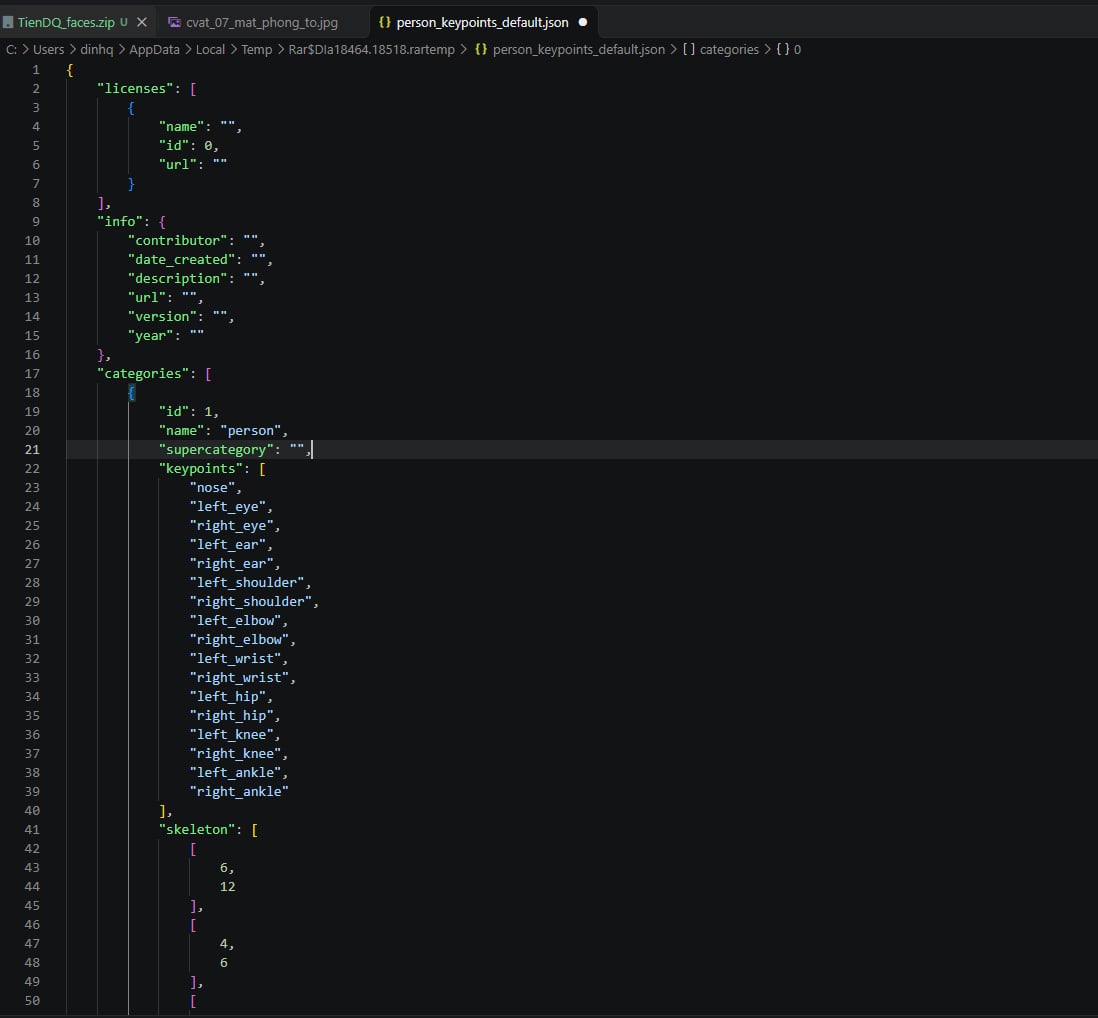 TienDQ_faces.zip U
cvat_07_mat_phong_to.jpg
{} person_keypoints_default.json
C: > Users > dinhq > AppData > Local > Temp > Rar$DIa18464.18518.rartemp > {} person_keypoints_default.json > [ ] categories > { } 0
1 {
2 "licenses": [
3 {
4 "name": "",
5 "id": 0,
6 "url": ""
7 }
8 ],
9 "info": {
10 "contributor": "",
11 "date_created": "",
12 "description": "",
13 "url": "",
14 "version": "",
15 "year": ""
16 },
17 "categories": [
18 {
19 "id": 1,
20 "name": "person",
21 "supercategory": "",
22 "keypoints": [
23 "nose",
24 "left_eye",
25 "right_eye",
26 "left_ear",
27 "right_ear",
28 "left_shoulder",
29 "right_shoulder",
30 "left_elbow",
31 "right_elbow",
32 "left_wrist",
33 "right_wrist",
34 "left_hip",
35 "right_hip",
36 "left_knee",
37 "right_knee",
38 "left_ankle",
39 "right_ankle"
40 ],
41 "skeleton": [
42 [
43 6,
44 12
45 ],
46 [
47 4,
48 6
49 ],
50 [